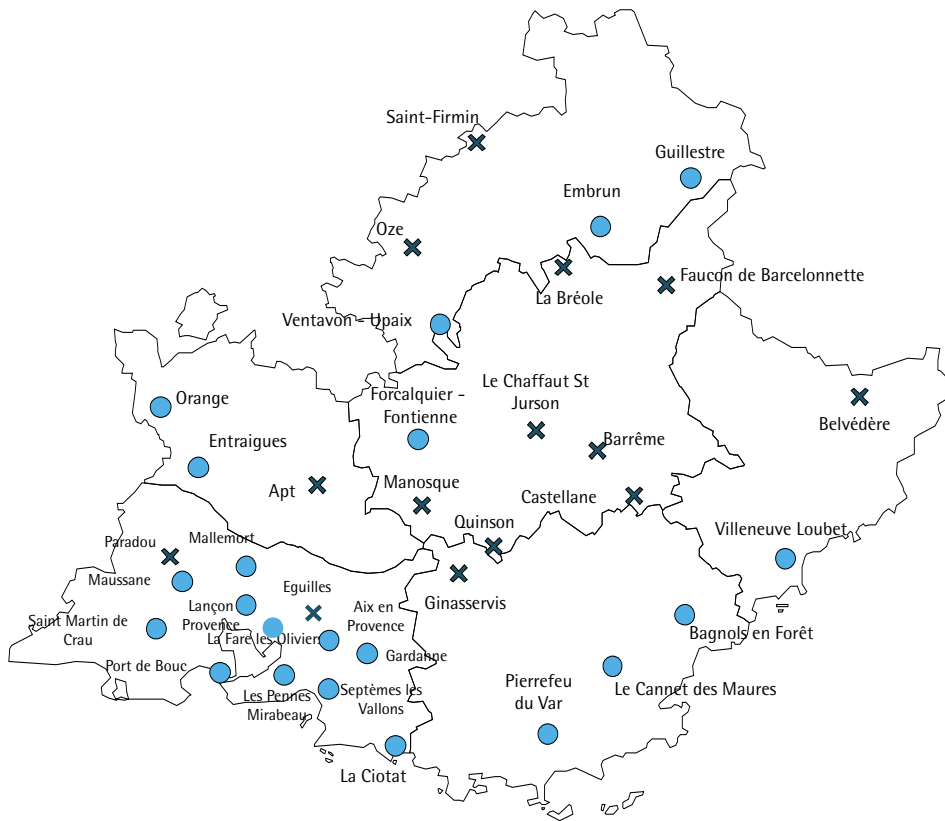 Saint-Firmin
Guillestre
Embrun
Oze
Faucon de Barcelonnette
La Bréole
Ventavon - Upaix
Le Chaffaut St
Jurson
Forcalquier -
Fontienne
Orange
Belvédère
Entraigues
Barrême
Apt
Manosque
Castellane
Quinson
Villeneuve Loubet
Paradou
Mallemort
Maussane
Eguilles
Ginasservis
Lançon
Provence
Aix en
Provence
Saint Martin de
Crau
La Fare les Oliviers
Bagnols en Forêt
Gardanne
Port de Bouc
Les Pennes
Mirabeau
Septèmes les
Vallons
Pierrefeu
du Var
Le Cannet des Maures
La Ciotat